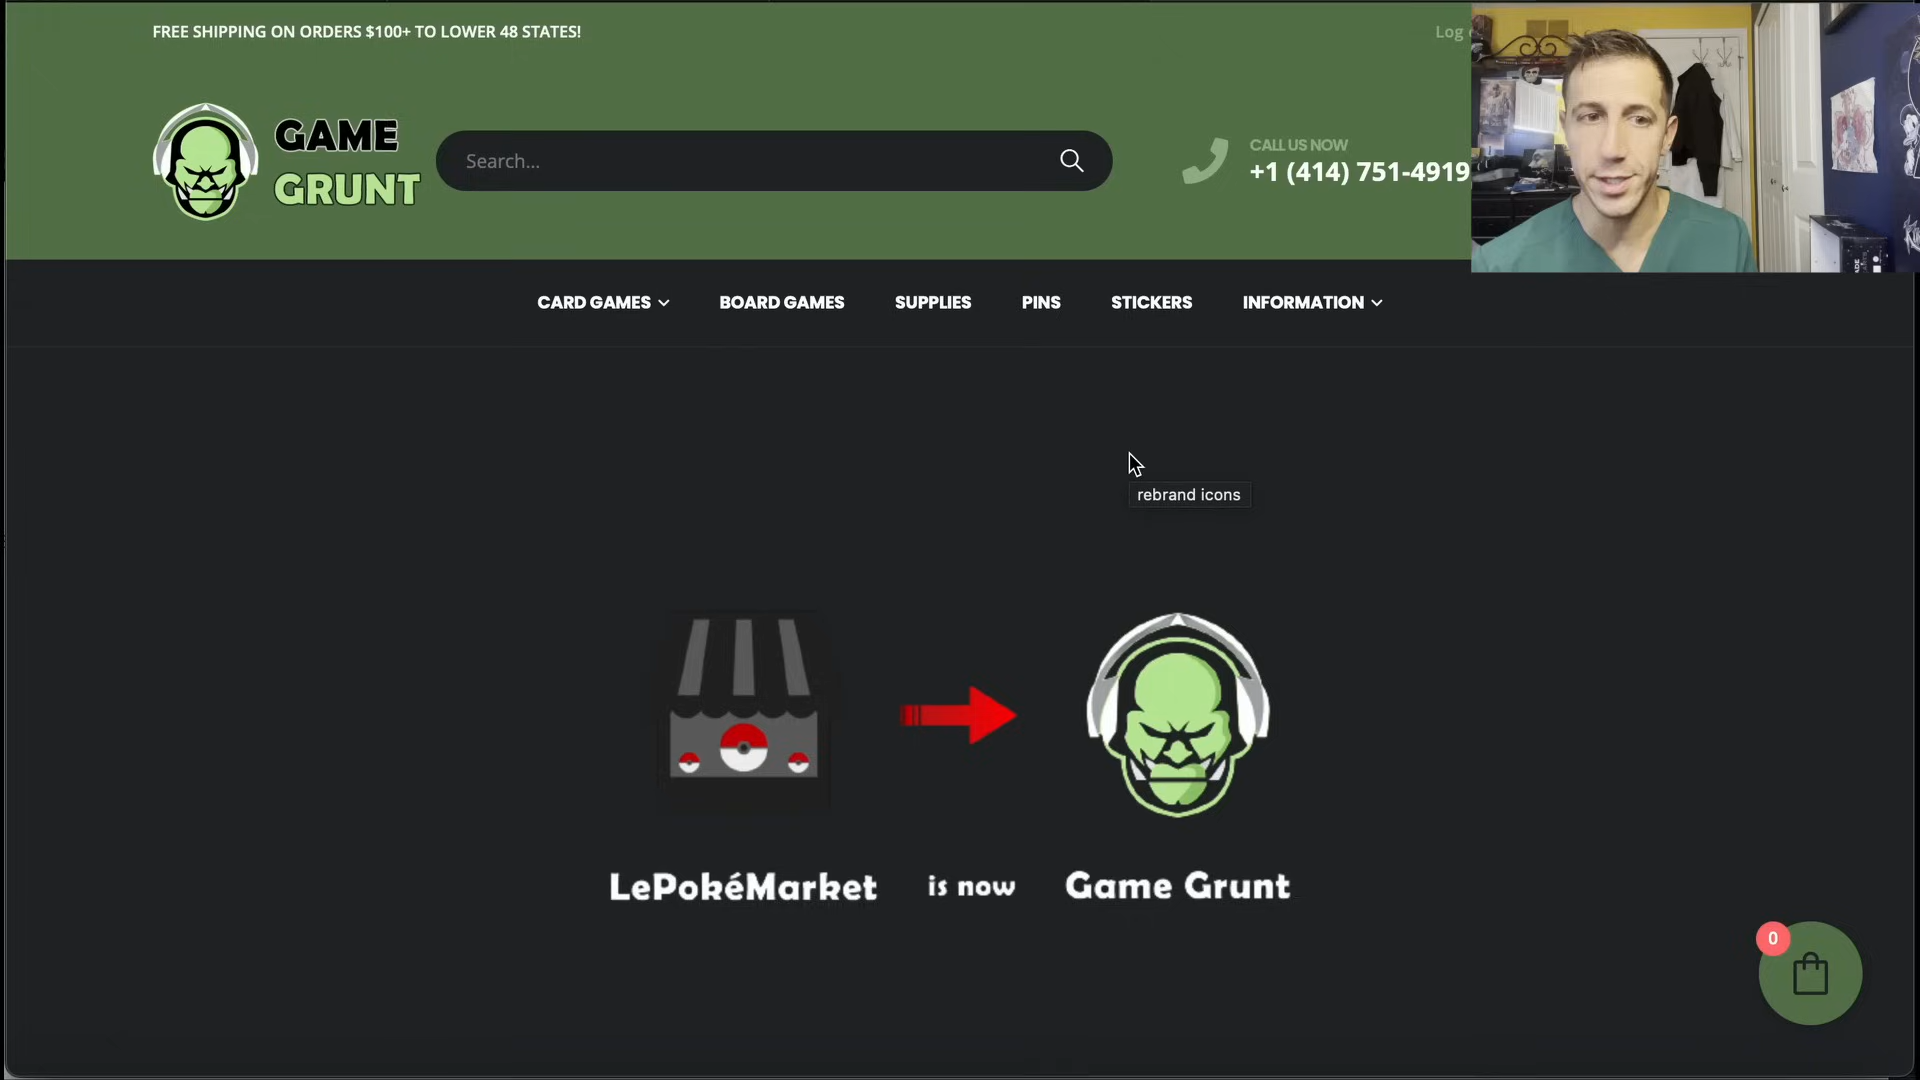 FREE SHIPPING ON ORDERS $100+ TO LOWER 48 STATES!
Log
GAME
GRUNT
Search...
CALL US NOW
+1 (414) 751-4919
CARD GAMES
BOARD GAMES
SUPPLIES
PINS
STICKERS
INFORMATION
rebrand icons
LePokéMarket
is now
Game Grunt
0